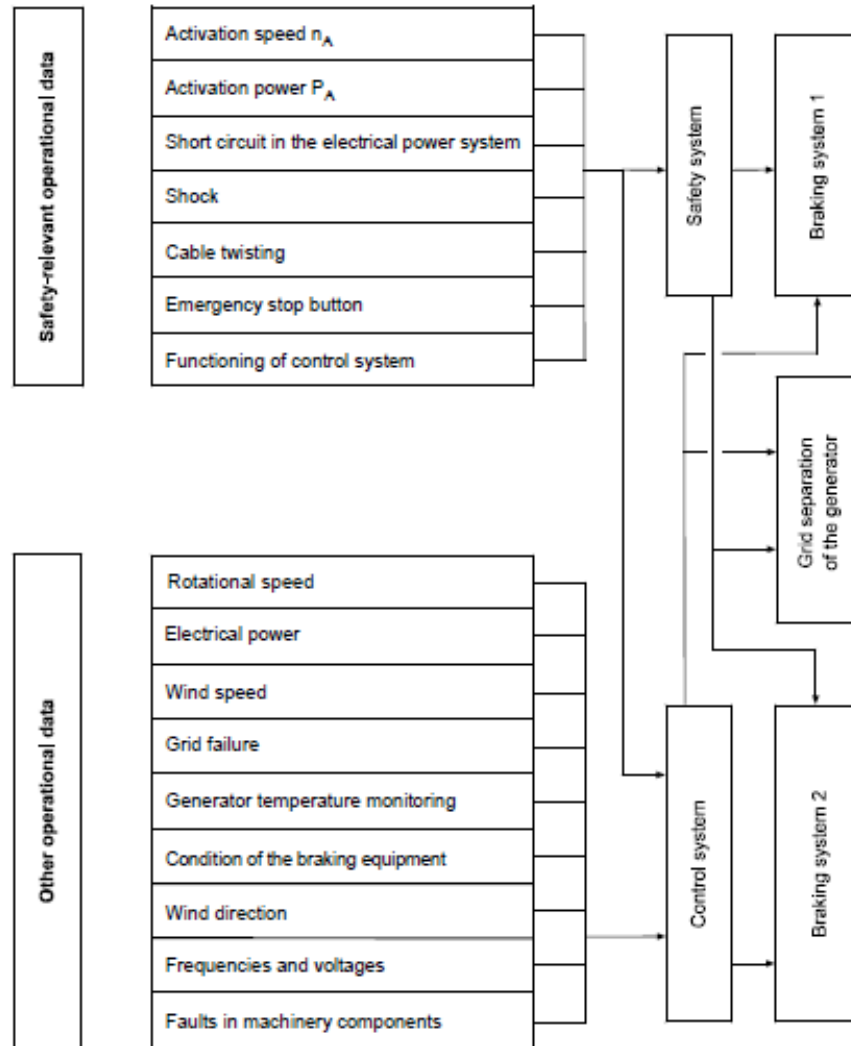 Safety-relevant operational data
Activation speed nA
Activation power PA
Short circuit in the electrical power system
Shock
Cable twisting
Emergency stop button
Functioning of control system
Safety system
Braking system 1
Grid separation
of the generator
Other operational data
Rotational speed
Electrical power
Wind speed
Grid failure
Generator temperature monitoring
Condition of the braking equipment
Wind direction
Frequencies and voltages
Faults in machinery components
Control system
Braking system 2